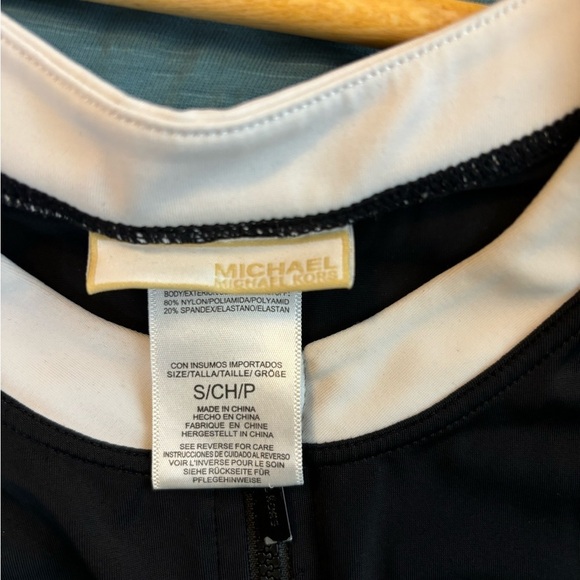 MICHAEL
MICHAEL KORS
80% NYLON/POLIAMIDA/POLYAMID
20% SPANDEX/ELASTANO/ELASTAN
CON INSUMOS IMPORTADOS
SIZE/TALLA/TAILLE/ GRÖßE
S/CH/P
MADE IN CHINA
HECHO EN CHINA
FABRIQUE EN CHINE
HERGESTELLT IN CHINA
SEE REVERSE FOR CARE
INSTRUCCIONES DE CUIDADO AL REVERSO
VOIR L'INVERSE POUR LE SOIN
SIEHE RÜCKSEITE FÜR
PFLEGEHINWEISE
KORS